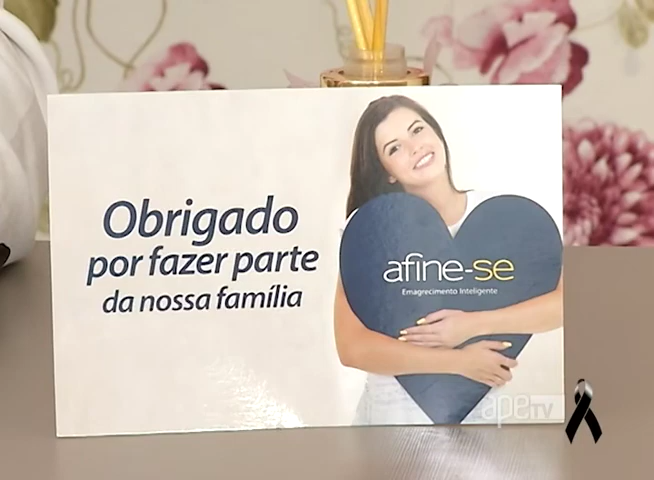 Obrigado
por fazer parte
da nossa família
afine-se
Emagrecimento Inteligente
apeTV